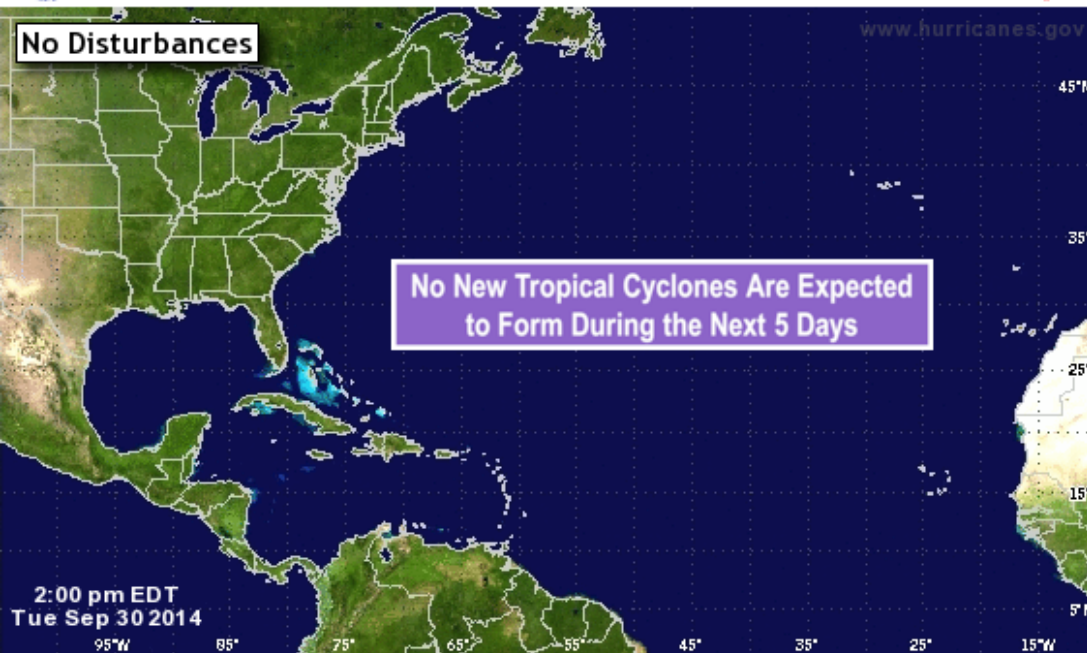 No Disturbances
www.hurricanes.gov
45°N
No New Tropical Cyclones Are Expected
to Form During the Next 5 Days
35°
25°
15°
2:00 pm EDT
Tue Sep 30 2014
5°N
95°W 85° 75° 65° 55° 45° 35° 25° 15°W